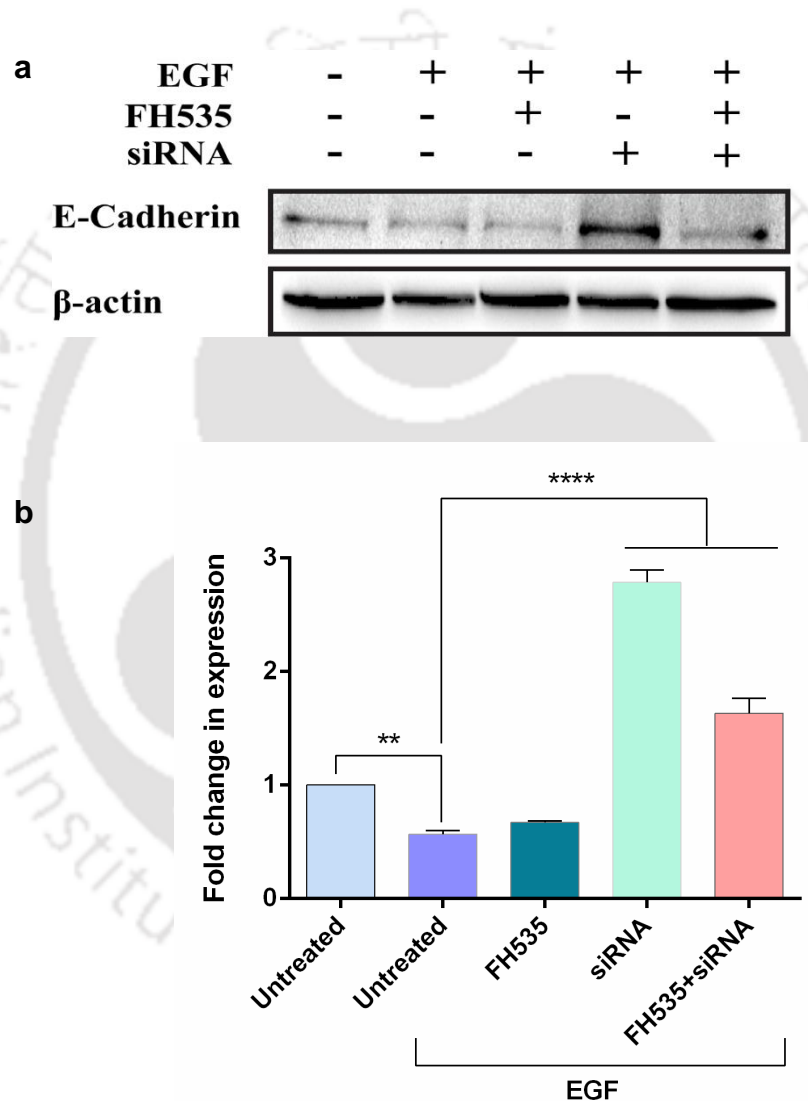 a
EGF - + + + +
FH535 - - + - +
siRNA - - - + +
E-Cadherin
β-actin
b
****
**
Fold change in expression
3
2
1
0
Untreated
Untreated
FH535
siRNA
FH535+siRNA
EGF
Institu